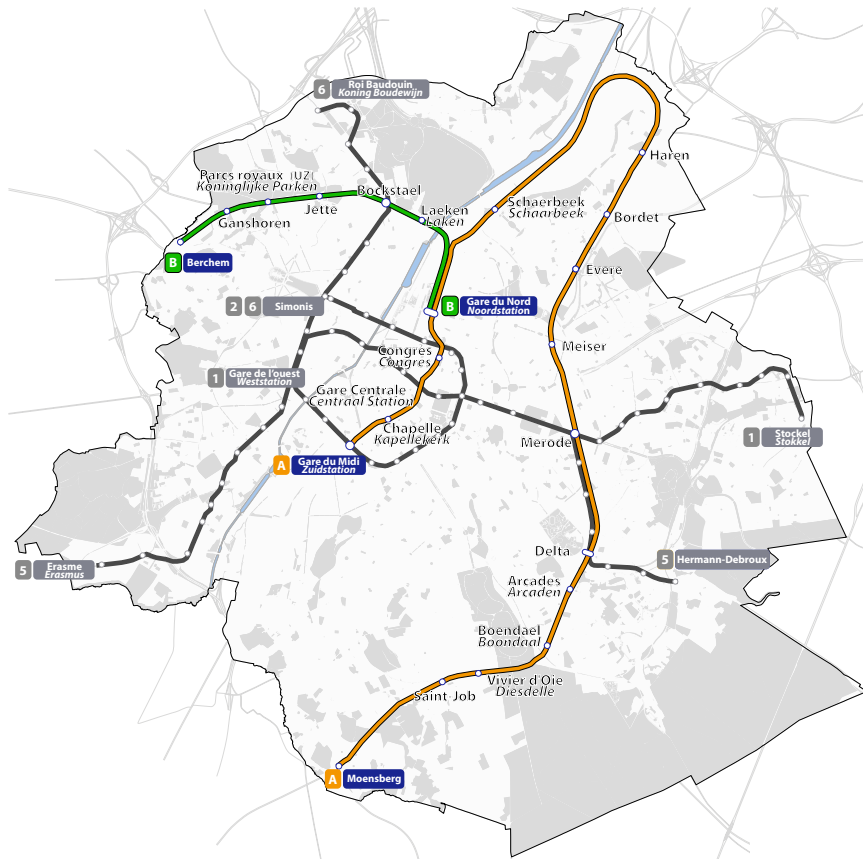 6
Roi Baudouin
Koning Boudewijn
Haren
Parcs royaux (UZ)
Koninglijke Parken
Bockstael
Schaerbeek
Schaarbeek
Jette
Laeken
Laken
Ganshoren
Bordet
B
Berchem
Evere
2 6
Simonis
B
Gare du Nord
Noordstation
Meiser
Congres
Congres
1
Gare de l'ouest
Weststation
Gare Centrale
Centraal Station
Chapelle
Kapellekerk
Merode
1
Stockel
Stokkel
A
Gare du Midi
Zuidstation
Delta
5
Hermann-Debroux
5
Erasme
Erasmus
Arcades
Arcaden
Boendael
Boondaal
Vivier d'Oie
Diesdelle
Saint-Job
A
Moensberg